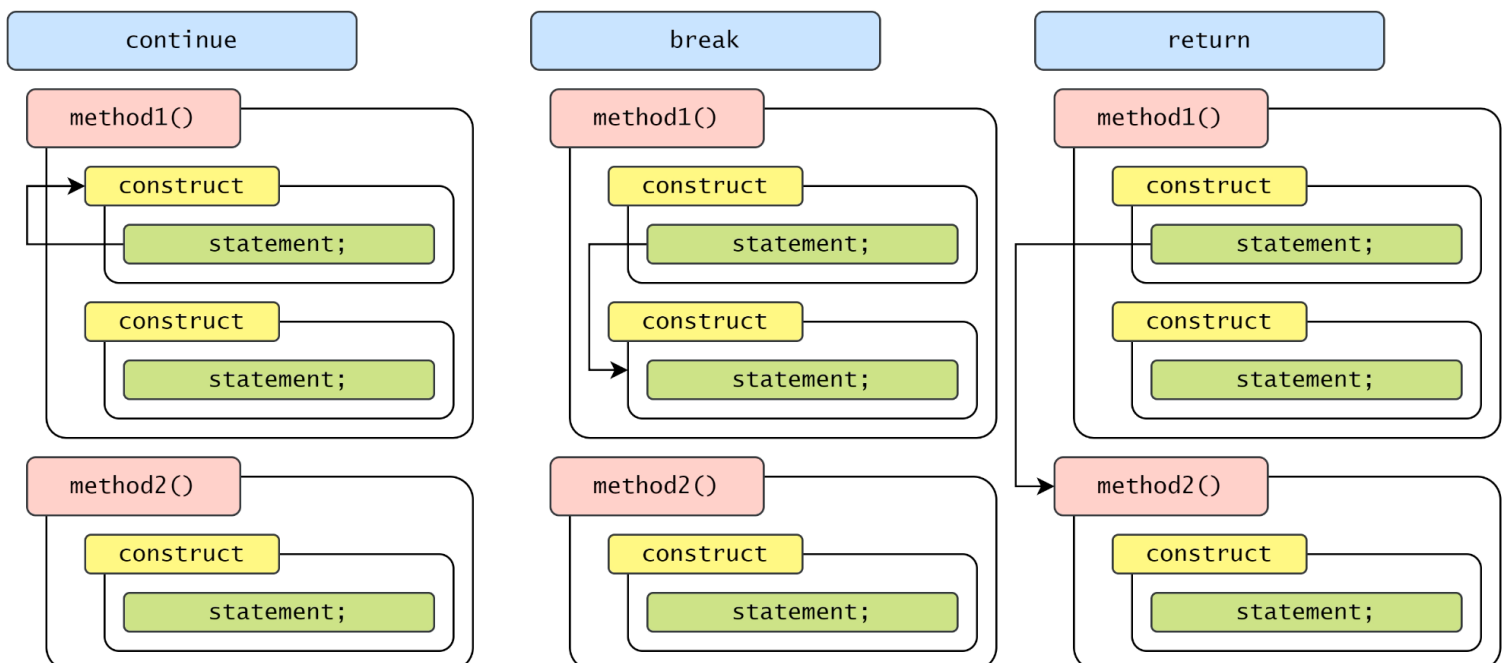 continue
method1()
construct
statement;
construct
statement;
method2()
construct
statement;
break
method1()
construct
statement;
construct
statement;
method2()
construct
statement;
return
method1()
construct
statement;
construct
statement;
method2()
construct
statement;